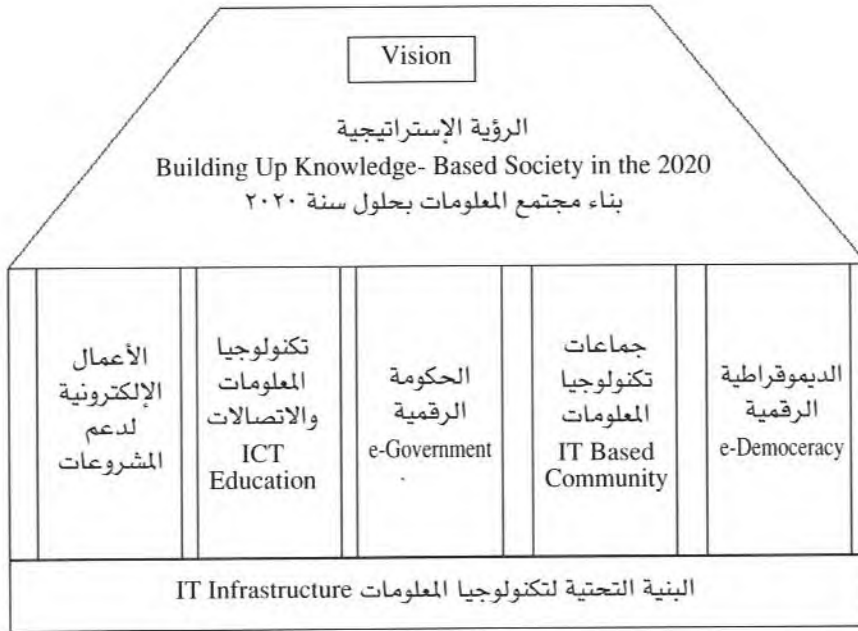 Vision
الرؤية الإستراتيجية
Building Up Knowledge- Based Society in the 2020
بناء مجتمع المعلومات بحلول سنة ٢٠٢٠
الديموقراطية
الرقمية
e-Democeracy
جماعات
تكنولوجيا
المعلومات
IT Based
Community
الحكومة
الرقمية
e-Government
تكنولوجيا
المعلومات
والاتصالات
ICT
Education
الأعمال
الإلكترونية
لدعم
المشروعات
البنية التحتية لتكنولوجيا المعلومات IT Infrastructure